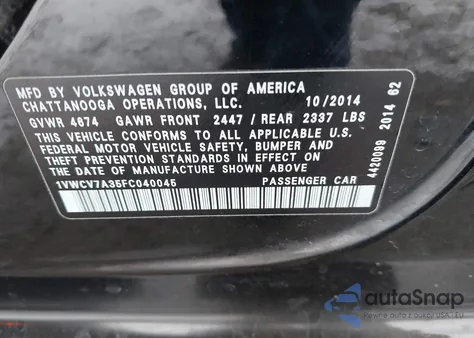 MFD BY VOLKSWAGEN GROUP OF AMERICA
CHATTANOOGA OPERATIONS, LLC. 10/2014
GVWR 4674 GAWR FRONT 2447 / REAR 2337 LBS
THIS VEHICLE CONFORMS TO ALL APPLICABLE U.S.
FEDERAL MOTOR VEHICLE SAFETY, BUMPER AND
THEFT PREVENTION STANDARDS IN EFFECT ON
THE DATE OF MANUFACTURE SHOWN ABOVE
1VWCV7A35FC040045 PASSENGER CAR
4420089 2014 62
autoSnap